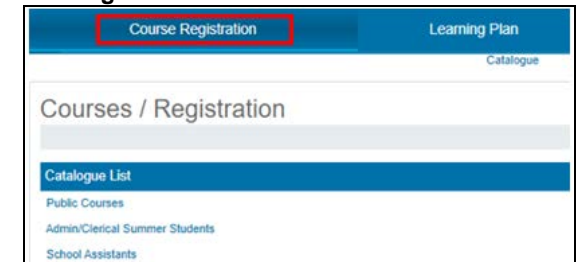 Course Registration Learning Plan
Catalogue
Courses / Registration
Catalogue List
Public Courses
Admin/Clerical Summer Students
School Assistants